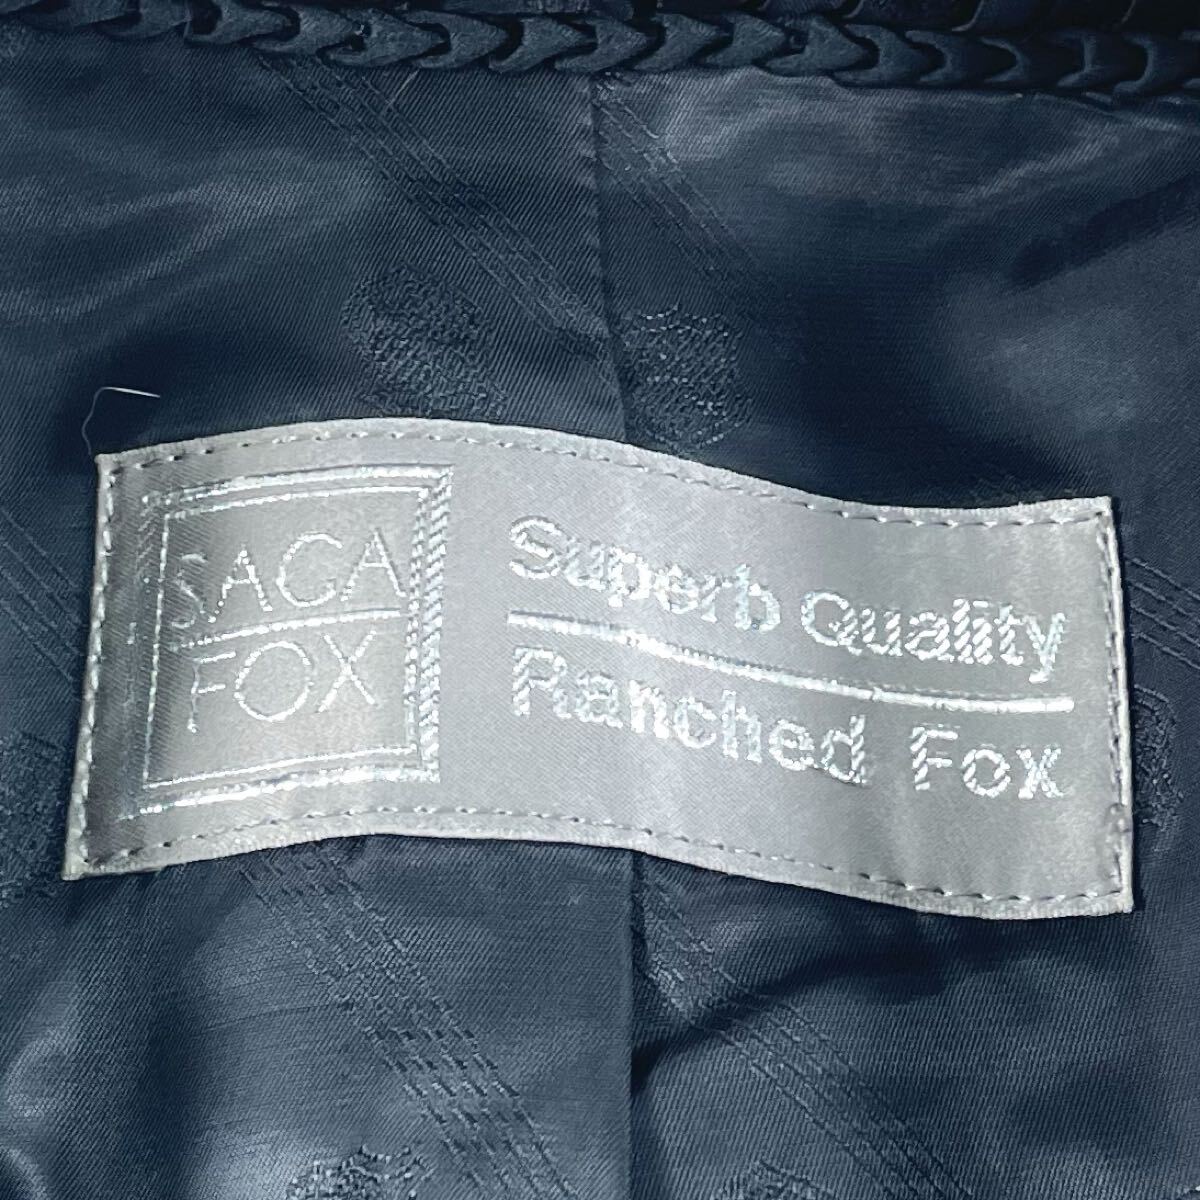 SAGA
FOX
Superb Quality
Ranched Fox